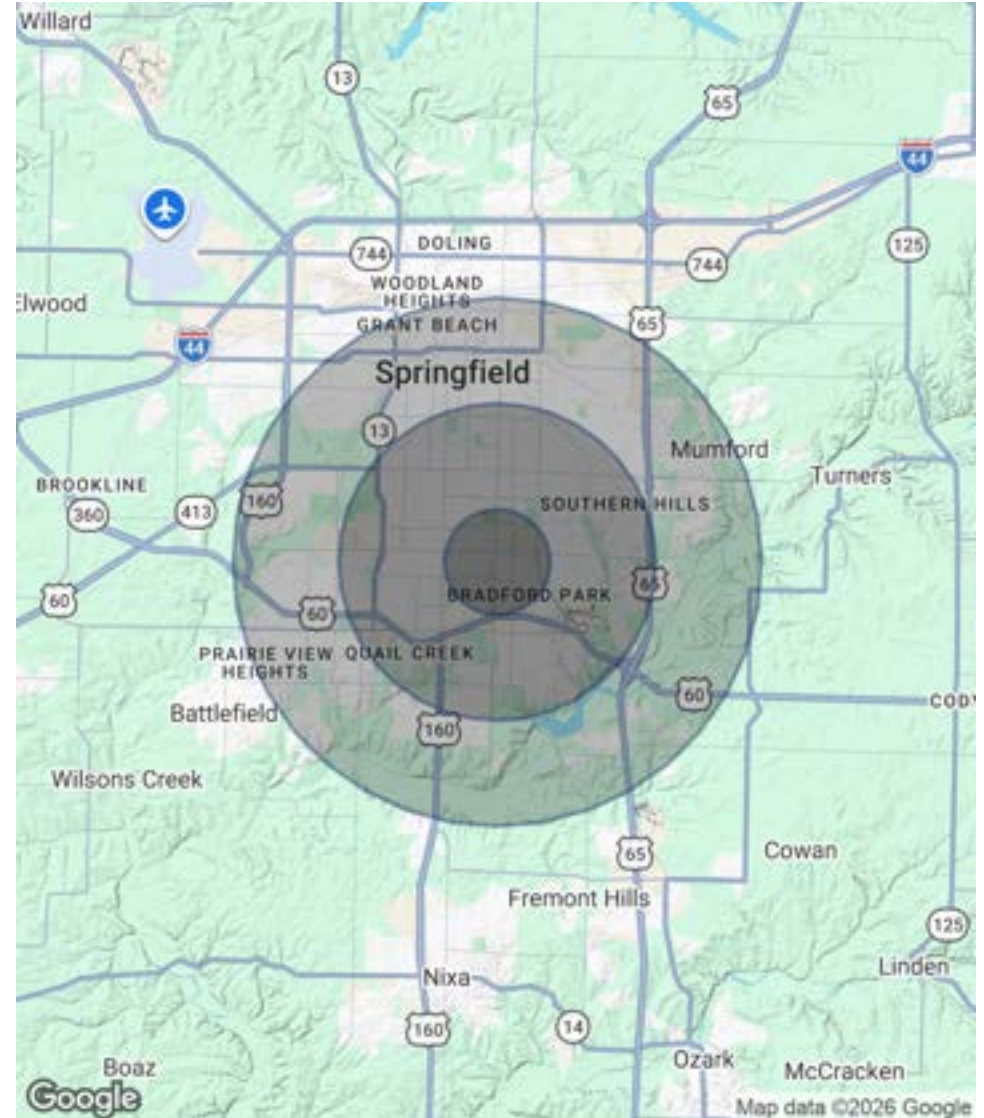 Willard
13
65
44
125
DOLING
744
744
WOODLAND
HEIGHTS
Elwood
GRANT BEACH
65
44
Springfield
13
Mumford
Turners
BROOKLINE
160
SOUTHERN HILLS
360
413
65
BRADFORD PARK
60
60
PRAIRIE VIEW
HEIGHTS
QUAIL CREEK
60
CODY
Battlefield
160
Wilsons Creek
65
Cowan
Fremont Hills
125
Linden
Nixa
160
14
Boaz
Ozark
McCracken
Google
Map data ©2026 Google